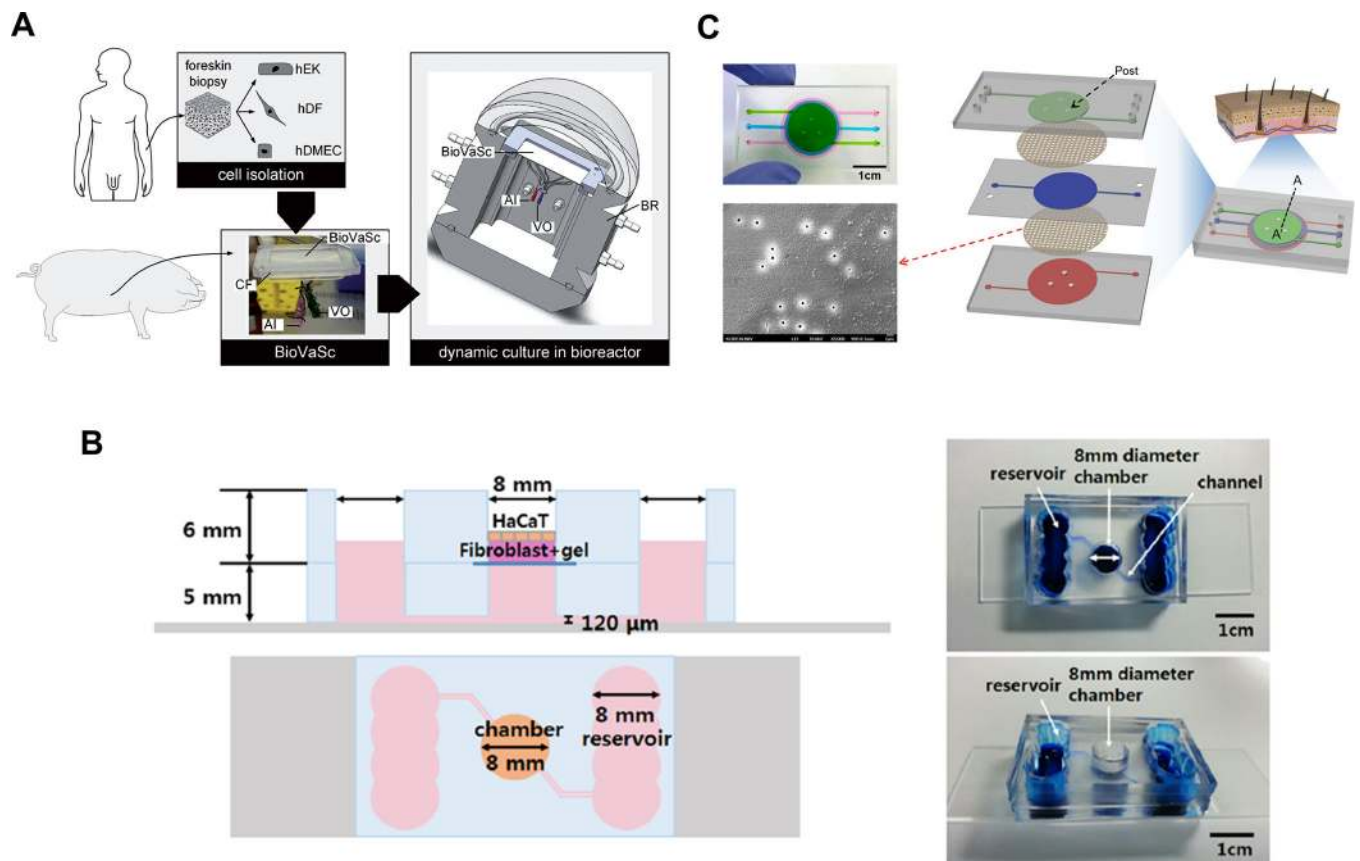 A
foreskin
biopsy
hEK
hDF
hDMEC
cell isolation
BioVaSc
CF
AI
VO
BioVaSc
BioVaSc
AI
VO
BR
dynamic culture in bioreactor
C
1cm
Post
A
A'
B
8 mm
6 mm
HaCaT
Fibroblast+gel
5 mm
120 μm
chamber
8 mm
8 mm
reservoir
8mm diameter
chamber
reservoir
channel
1cm
8mm diameter
chamber
reservoir
1cm